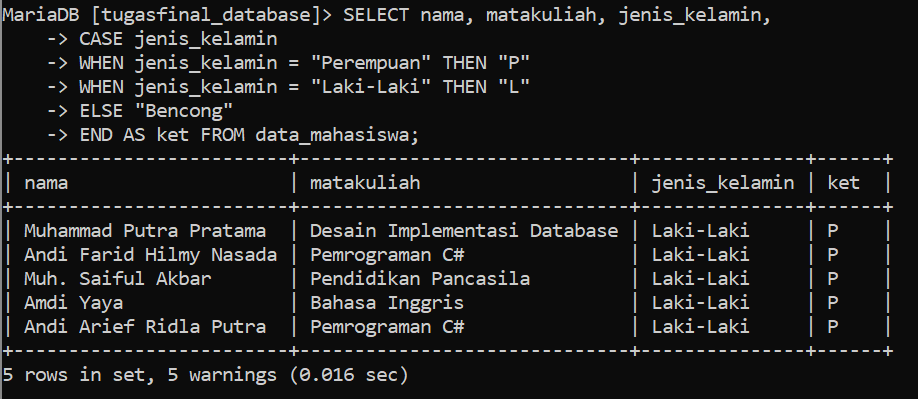 MariaDB [tugasfinal_database]> SELECT nama, matakuliah, jenis_kelamin,
    -> CASE jenis_kelamin
    -> WHEN jenis_kelamin = "Perempuan" THEN "P"
    -> WHEN jenis_kelamin = "Laki-Laki" THEN "L"
    -> ELSE "Bencong"
    -> END AS ket FROM data_mahasiswa;
+-------------------------+------------------------------+---------------+------+
| nama                    | matakuliah                   | jenis_kelamin | ket  |
+-------------------------+------------------------------+---------------+------+
| Muhammad Putra Pratama  | Desain Implementasi Database | Laki-Laki     | P    |
| Andi Farid Hilmy Nasada | Pemrograman C#               | Laki-Laki     | P    |
| Muh. Saiful Akbar       | Pendidikan Pancasila         | Laki-Laki     | P    |
| Amdi Yaya               | Bahasa Inggris               | Laki-Laki     | P    |
| Andi Arief Ridla Putra  | Pemrograman C#               | Laki-Laki     | P    |
+-------------------------+------------------------------+---------------+------+
5 rows in set, 5 warnings (0.016 sec)